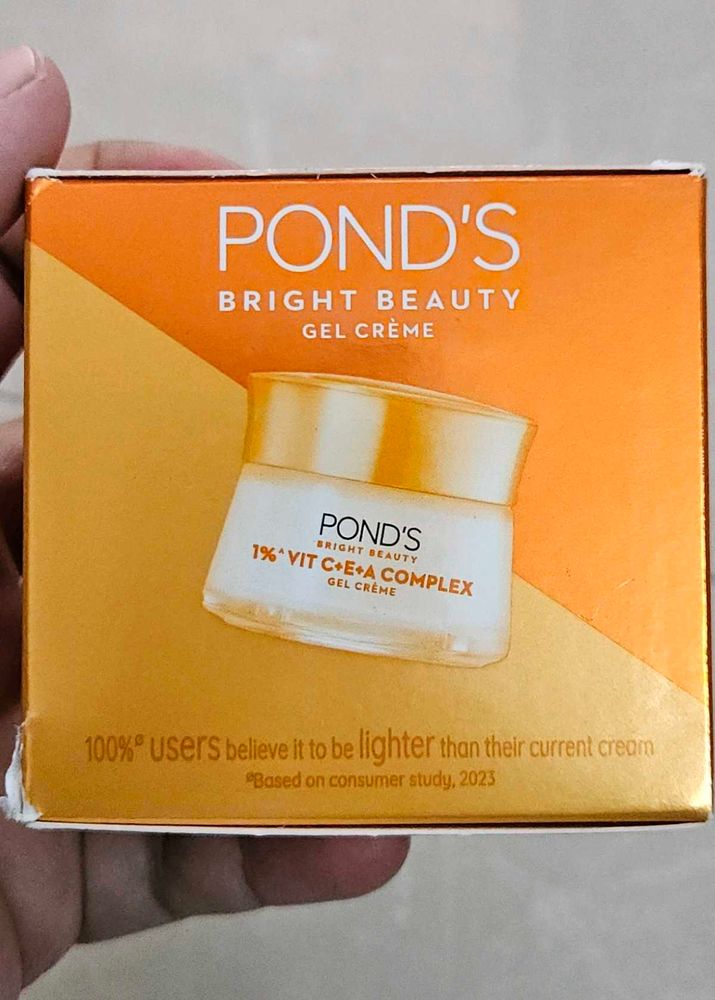 POND'S
BRIGHT BEAUTY
GEL CRÈME
POND'S
BRIGHT BEAUTY
1%^ VIT C+E+A COMPLEX
GEL CRÈME
100%ø users believe it to be lighter than their current cream
øBased on consumer study, 2023